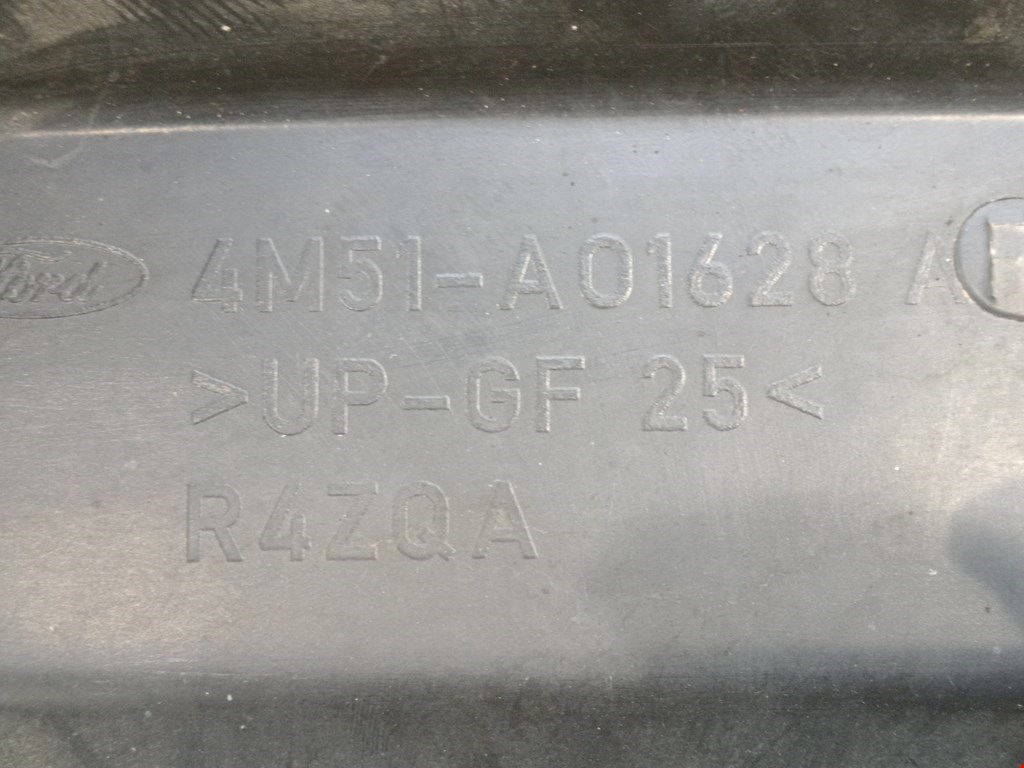 Ford 4M51-A01628 A
>UP-GF 25<
R4ZQA